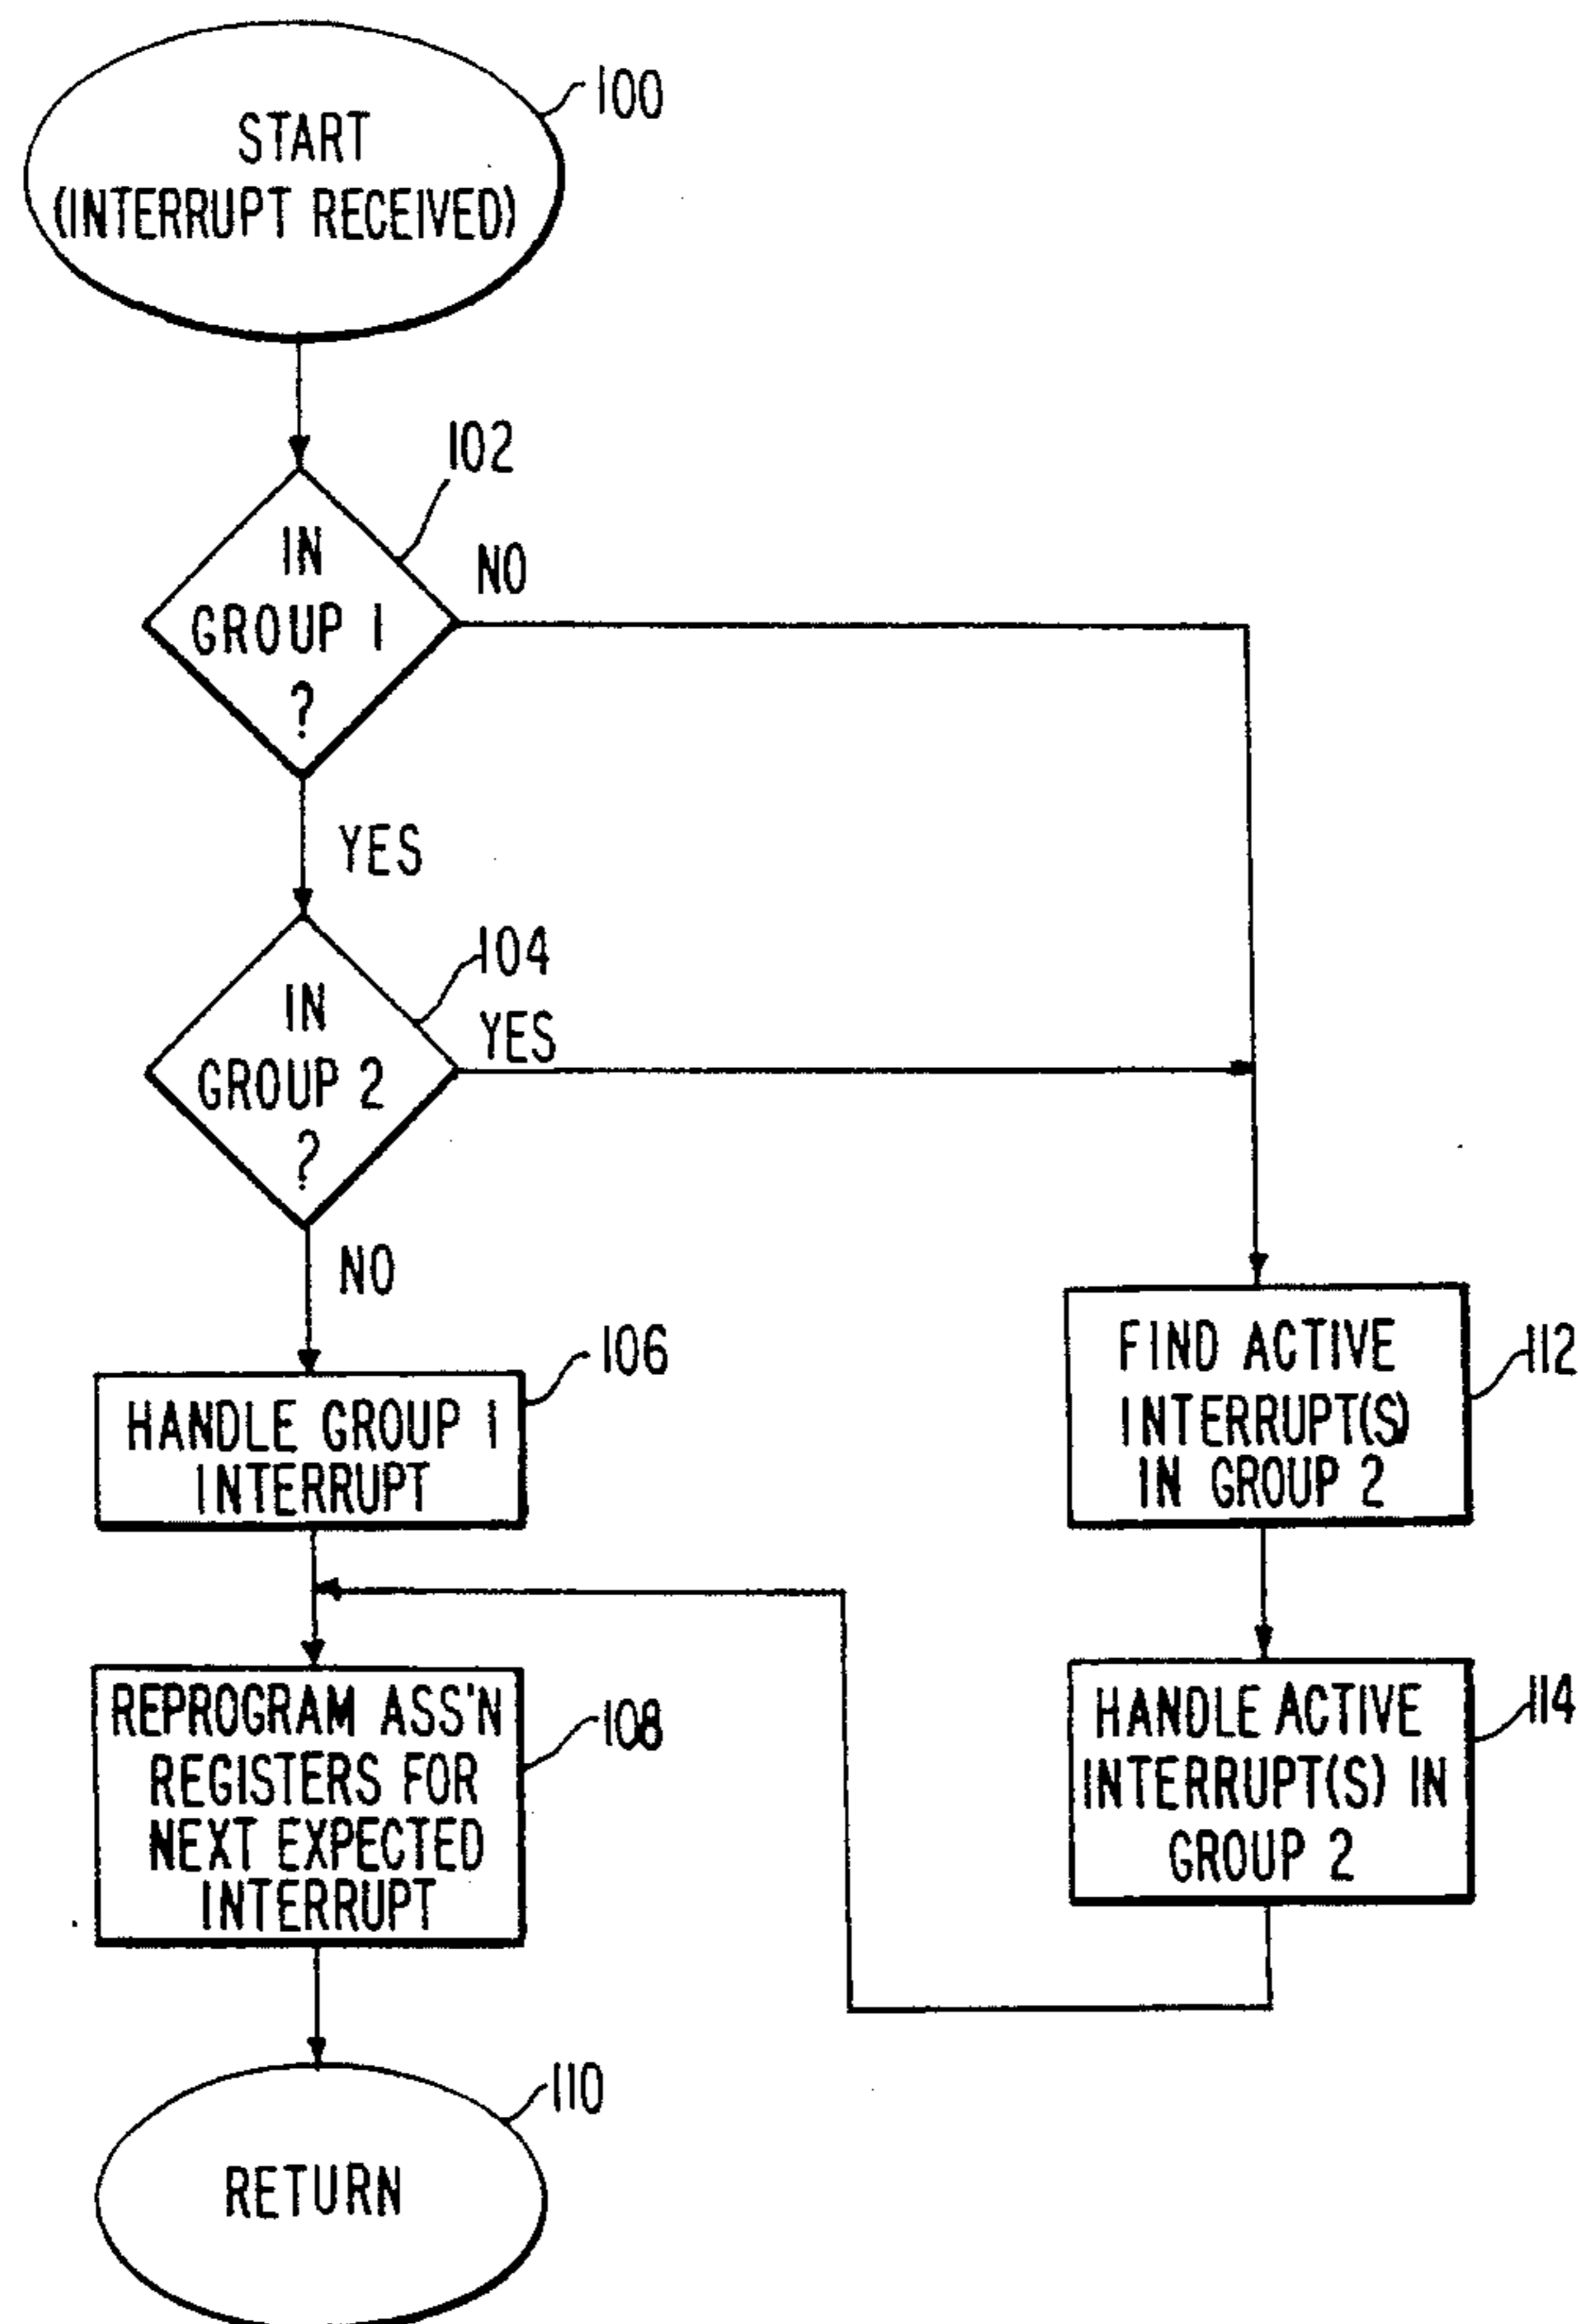 100
START
(INTERRUPT RECEIVED)
102
IN
GROUP 1
?
NO
YES
104
IN
GROUP 2
?
YES
NO
106
HANDLE GROUP 1
INTERRUPT
112
FIND ACTIVE
INTERRUPT(S)
IN GROUP 2
108
REPROGRAM ASS'N
REGISTERS FOR
NEXT EXPECTED
INTERRUPT
114
HANDLE ACTIVE
INTERRUPT(S) IN
GROUP 2
110
RETURN